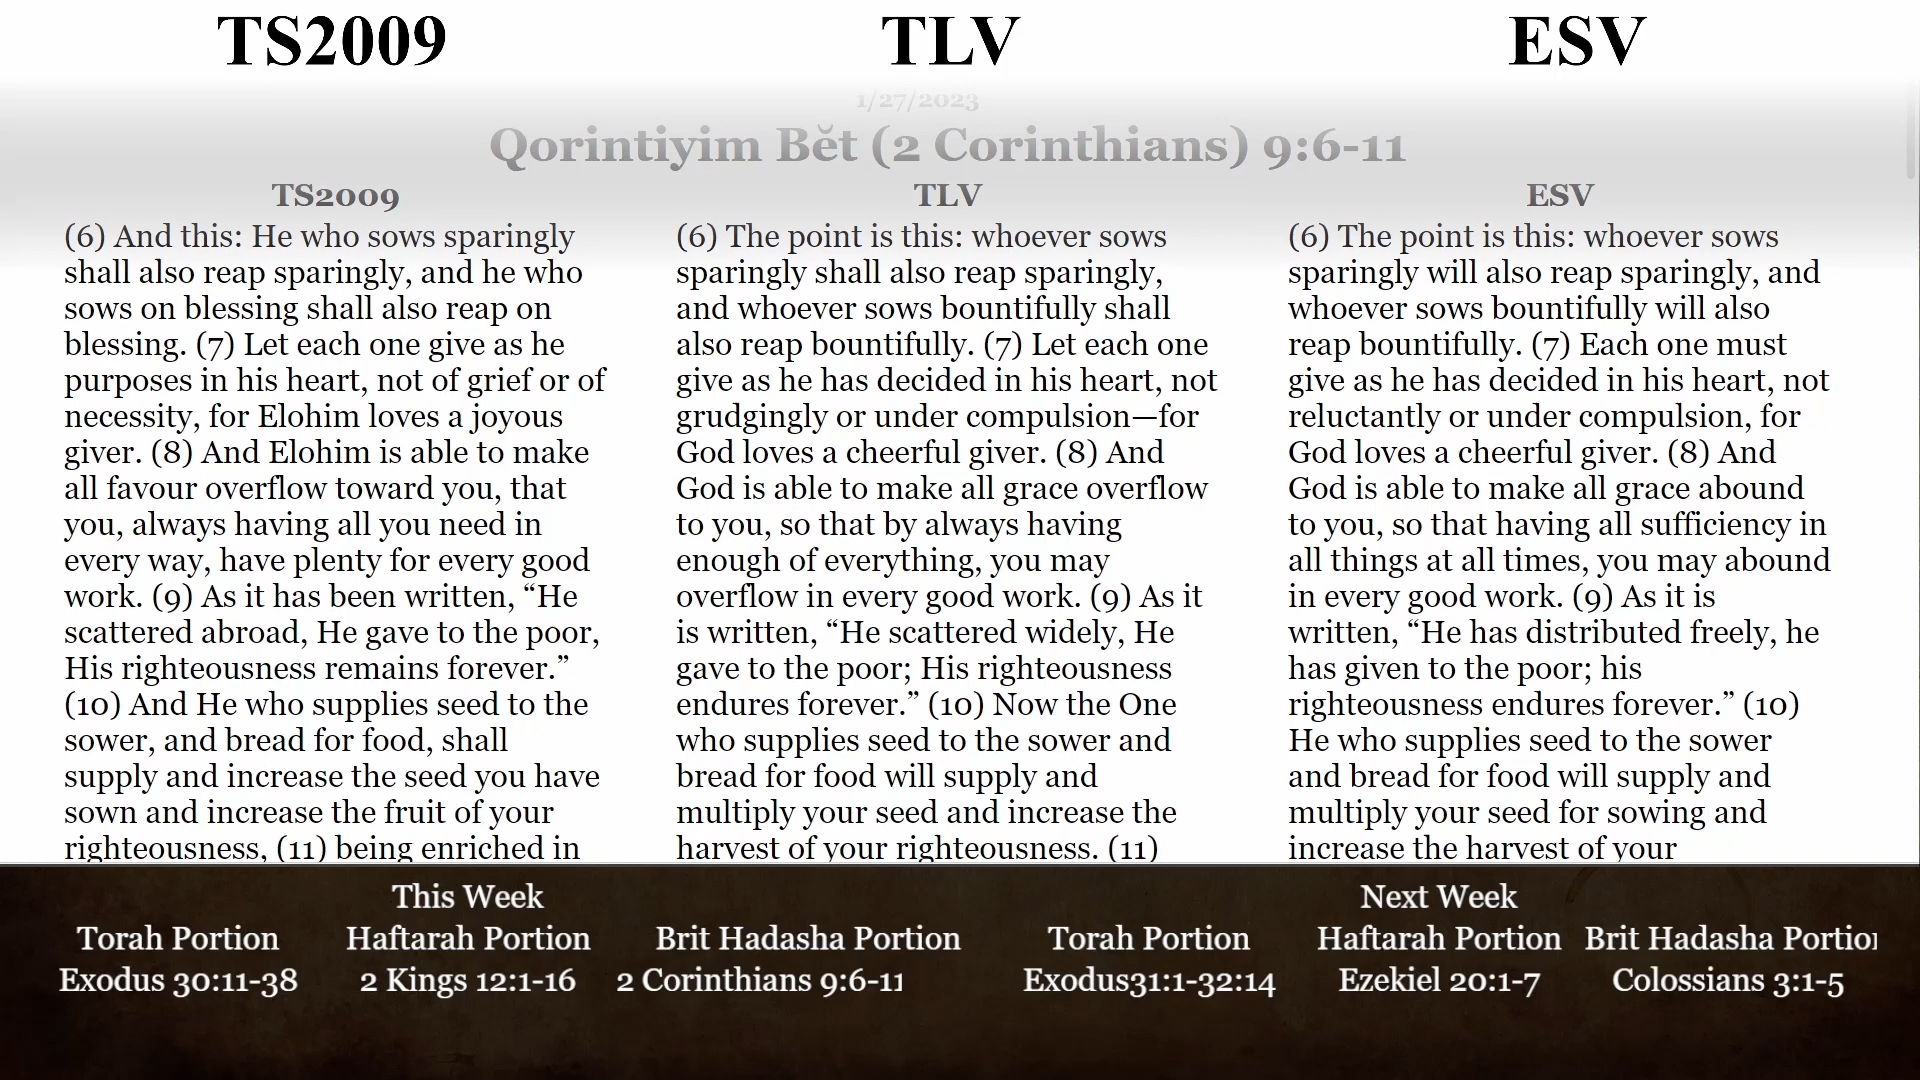 TS2009 TLV ESV
1/27/2023
Qorintiyim Bĕt (2 Corinthians) 9:6-11
TS2009
(6) And this: He who sows sparingly
shall also reap sparingly, and he who
sows on blessing shall also reap on
blessing. (7) Let each one give as he
purposes in his heart, not of grief or of
necessity, for Elohim loves a joyous
giver. (8) And Elohim is able to make
all favour overflow toward you, that
you, always having all you need in
every way, have plenty for every good
work. (9) As it has been written, “He
scattered abroad, He gave to the poor,
His righteousness remains forever.”
(10) And He who supplies seed to the
sower, and bread for food, shall
supply and increase the seed you have
sown and increase the fruit of your
righteousness, (11) being enriched in
TLV
(6) The point is this: whoever sows
sparingly shall also reap sparingly,
and whoever sows bountifully shall
also reap bountifully. (7) Let each one
give as he has decided in his heart, not
grudgingly or under compulsion—for
God loves a cheerful giver. (8) And
God is able to make all grace overflow
to you, so that by always having
enough of everything, you may
overflow in every good work. (9) As it
is written, “He scattered widely, He
gave to the poor; His righteousness
endures forever.” (10) Now the One
who supplies seed to the sower and
bread for food will supply and
multiply your seed and increase the
harvest of your righteousness. (11)
ESV
(6) The point is this: whoever sows
sparingly will also reap sparingly, and
whoever sows bountifully will also
reap bountifully. (7) Each one must
give as he has decided in his heart, not
reluctantly or under compulsion, for
God loves a cheerful giver. (8) And
God is able to make all grace abound
to you, so that having all sufficiency in
all things at all times, you may abound
in every good work. (9) As it is
written, “He has distributed freely, he
has given to the poor; his
righteousness endures forever.” (10)
He who supplies seed to the sower
and bread for food will supply and
multiply your seed for sowing and
increase the harvest of your
This Week
Torah Portion Haftarah Portion Brit Hadasha Portion
Exodus 30:11-38 2 Kings 12:1-16 2 Corinthians 9:6-11
Next Week
Torah Portion Haftarah Portion Brit Hadasha Portion
Exodus31:1-32:14 Ezekiel 20:1-7 Colossians 3:1-5